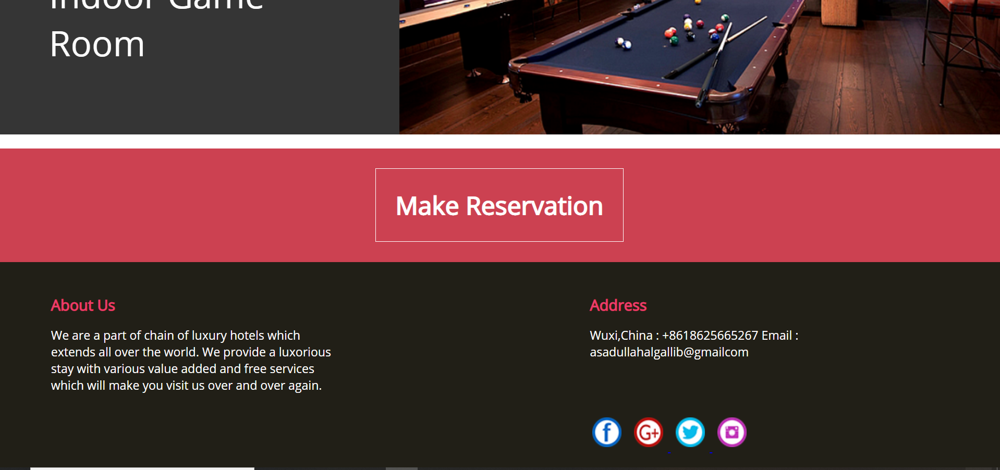 Indoor Game
Room
Make Reservation
About Us
We are a part of chain of luxury hotels which
extends all over the world. We provide a luxorious
stay with various value added and free services
which will make you visit us over and over again.
Address
Wuxi,China : +8618625665267 Email :
asadullahalgallib@gmailcom
f G+